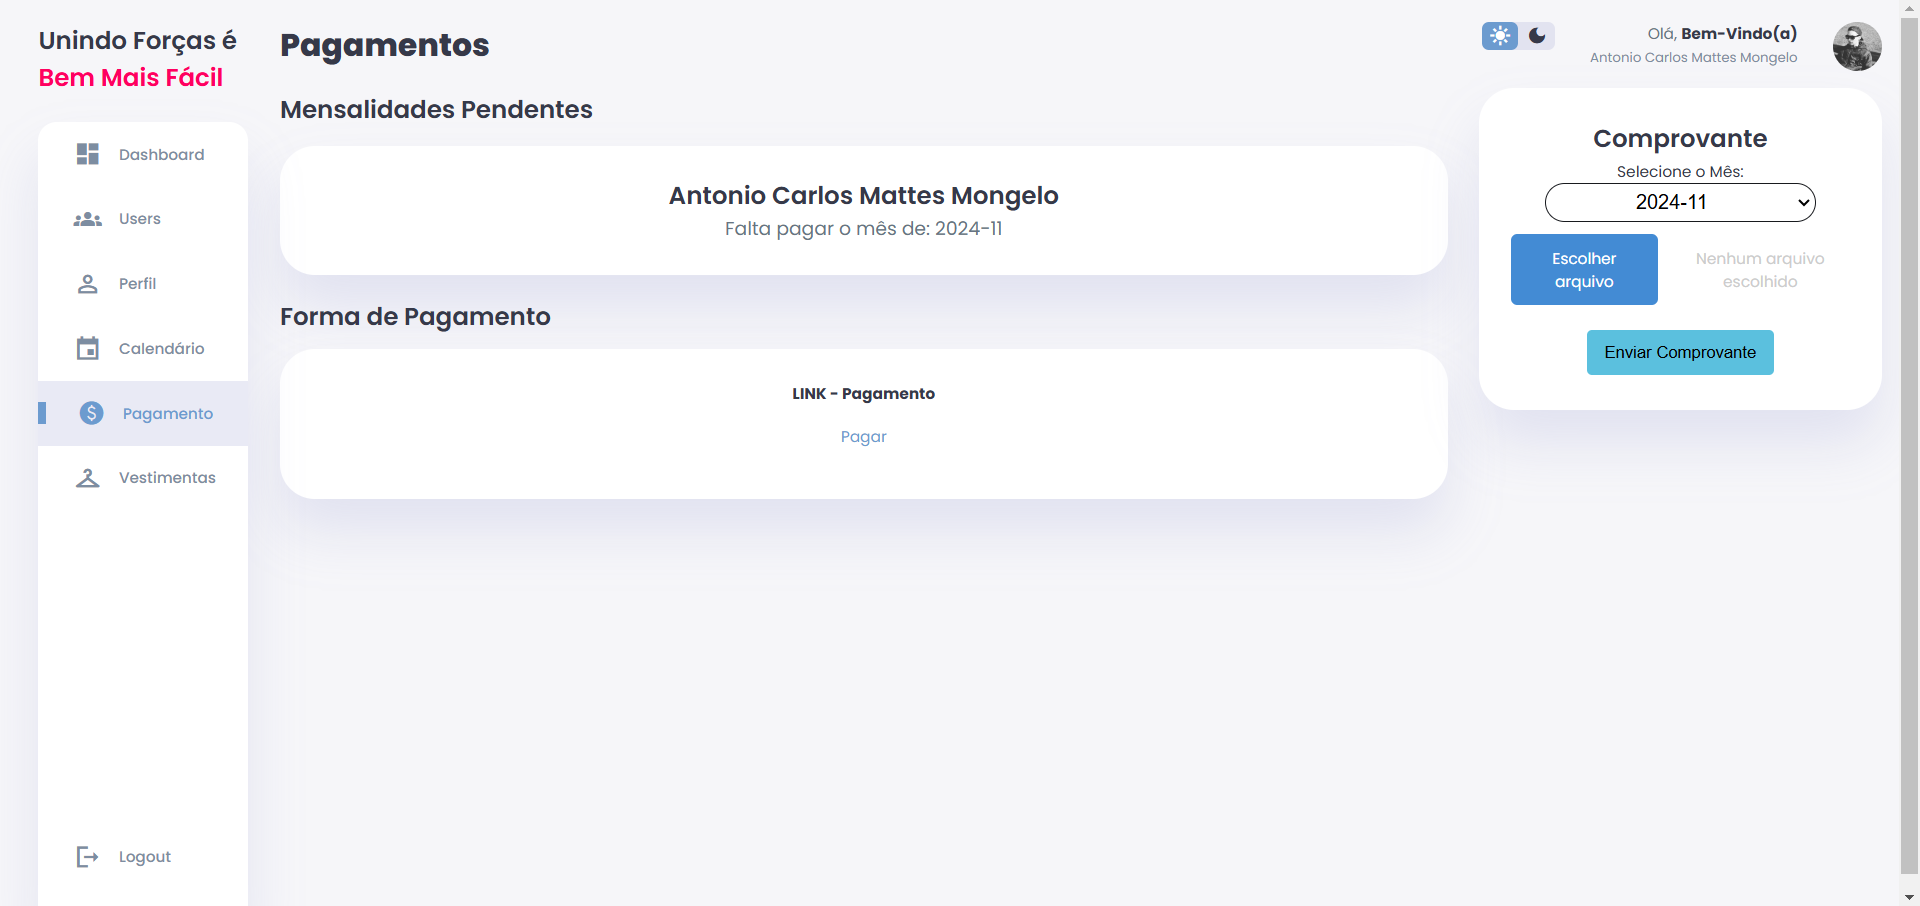 Unindo Forças é
Bem Mais Fácil
Dashboard
Users
Perfil
Calendário
Pagamento
Vestimentas
Logout
Pagamentos
Mensalidades Pendentes
Antonio Carlos Mattes Mongelo
Falta pagar o mês de: 2024-11
Forma de Pagamento
LINK - Pagamento
Pagar
Olá, Bem-Vindo(a)
Antonio Carlos Mattes Mongelo
Comprovante
Selecione o Mês:
2024-11
Escolher
arquivo
Nenhum arquivo
escolhido
Enviar Comprovante